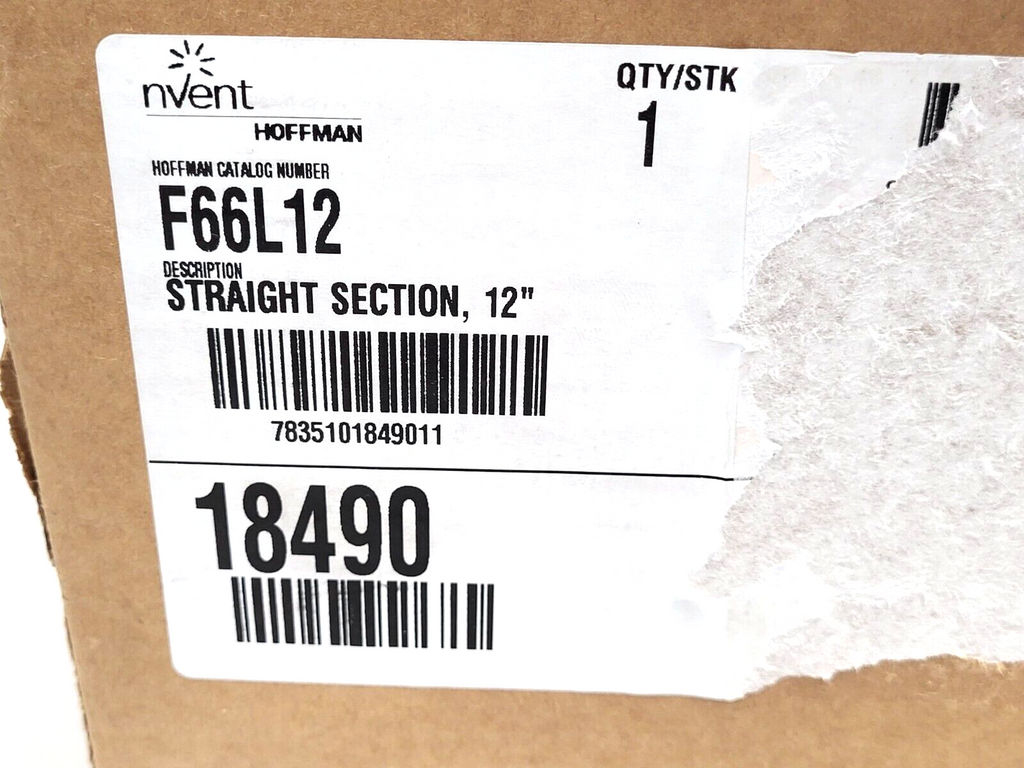 nVent
HOFFMAN
QTY/STK
1
HOFFMAN CATALOG NUMBER
F66L12
DESCRIPTION
STRAIGHT SECTION, 12"
7835101849011
18490